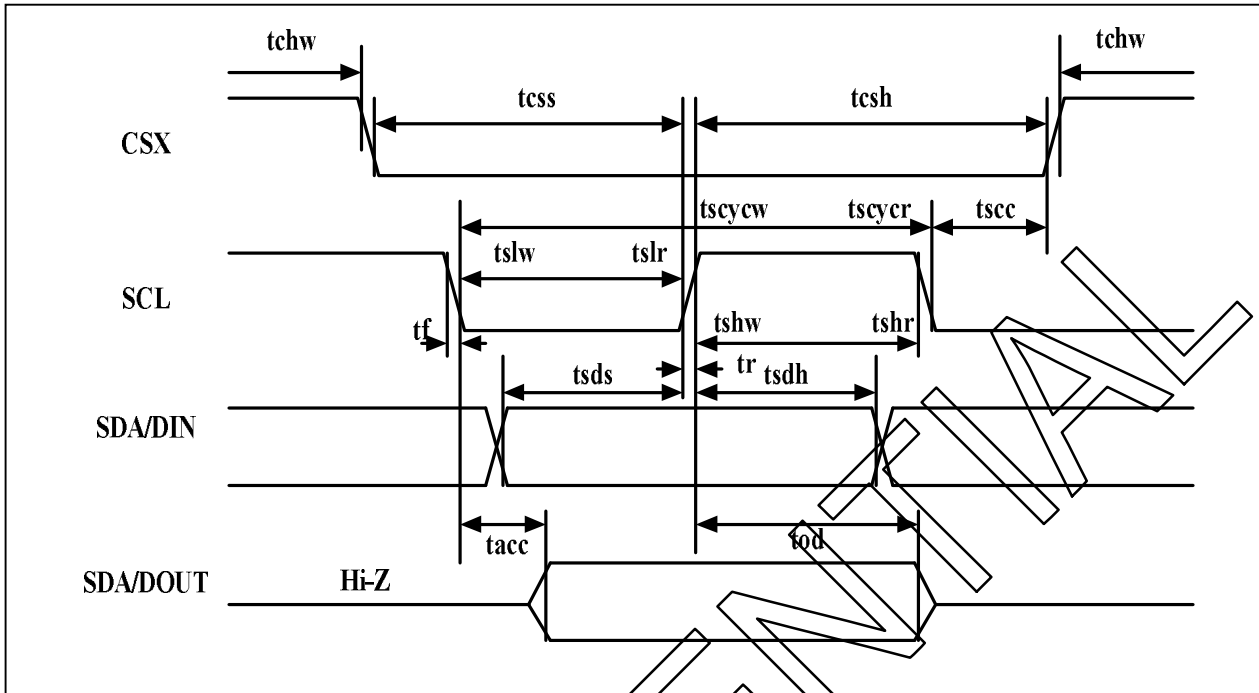 tchw tchw
tcss tcsh
CSX
tscycw tscycr tscc
tslw tslr
SCL
tf tshw tshr
tr
tsds tsdh
SDA/DIN
tacc tod
SDA/DOUT Hi-Z